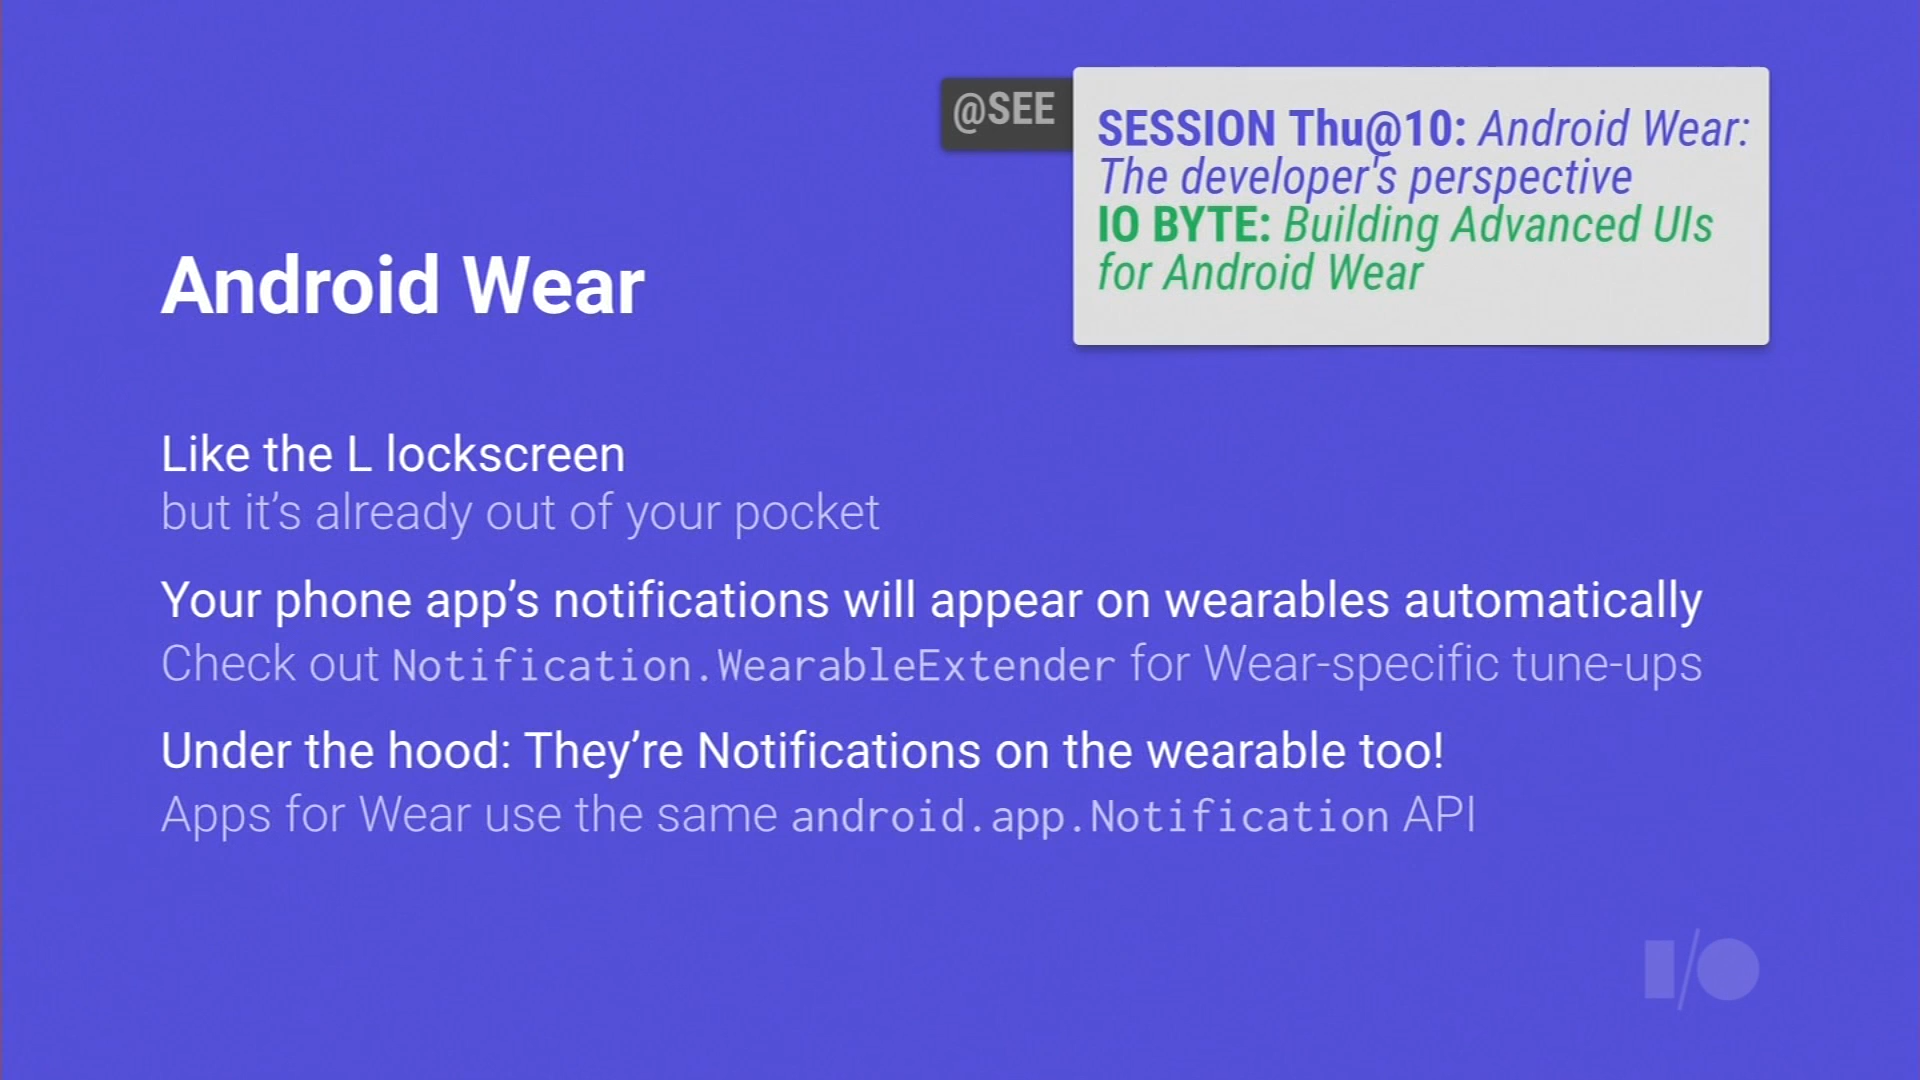 @SEE
SESSION Thu@10: Android Wear:
The developer's perspective
IO BYTE: Building Advanced UIs
for Android Wear
Android Wear
Like the L lockscreen
but it’s already out of your pocket
Your phone app’s notifications will appear on wearables automatically
Check out Notification.WearableExtender for Wear-specific tune-ups
Under the hood: They’re Notifications on the wearable too!
Apps for Wear use the same android.app.Notification API
I/O